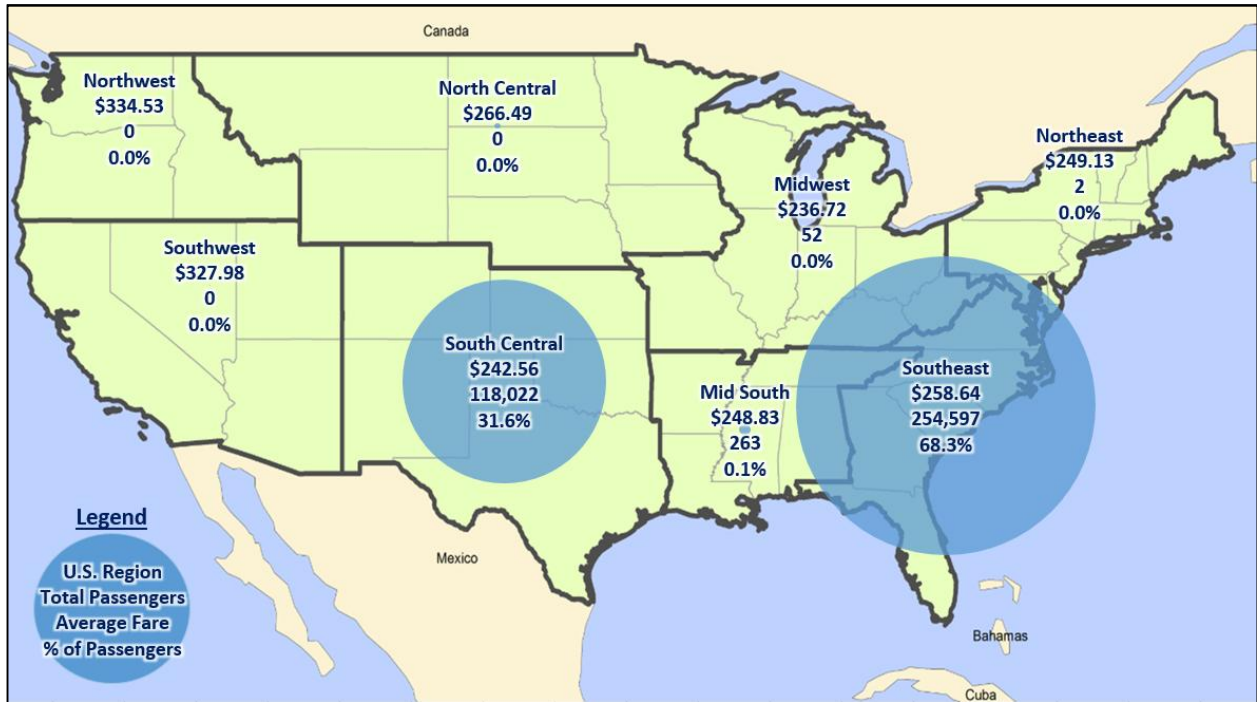 Canada
Northwest
$334.53
0
0.0%
North Central
$266.49
0
0.0%
Northeast
$249.13
2
0.0%
Midwest
$236.72
52
0.0%
Southwest
$327.98
0
0.0%
South Central
$242.56
118,022
31.6%
Mid South
$248.83
263
0.1%
Southeast
$258.64
254,597
68.3%
Legend
U.S. Region
Total Passengers
Average Fare
% of Passengers
Mexico
Bahamas
Cuba